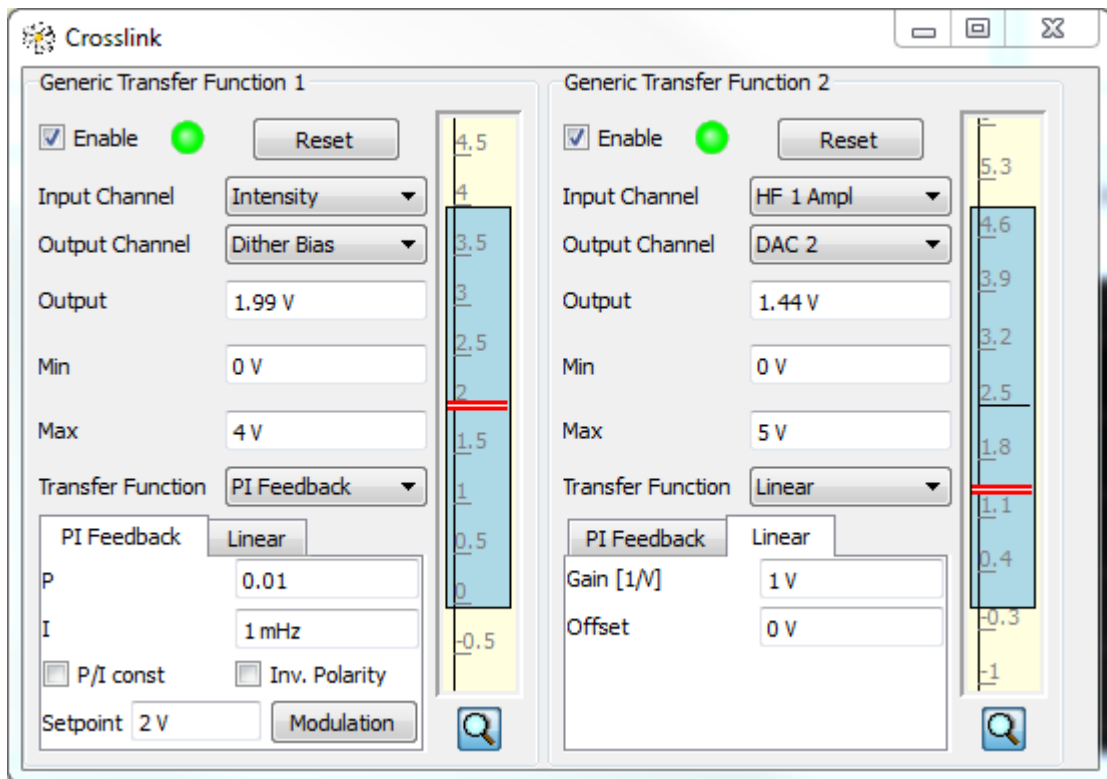 Crosslink
Generic Transfer Function 1
Enable
Reset
Input Channel
Intensity
Output Channel
Dither Bias
Output
1.99 V
Min
0 V
Max
4 V
Transfer Function
PI Feedback
PI Feedback
Linear
P
0.01
I
1 mHz
P/I const
Inv. Polarity
Setpoint
2 V
Modulation
4.5
4
3.5
3
2.5
2
1.5
1
0.5
0
-0.5
Generic Transfer Function 2
Enable
Reset
Input Channel
HF 1 Ampl
Output Channel
DAC 2
Output
1.44 V
Min
0 V
Max
5 V
Transfer Function
Linear
PI Feedback
Linear
Gain [1/V]
1 V
Offset
0 V
5.3
4.6
3.9
3.2
2.5
1.8
1.1
0.4
-0.3
-1